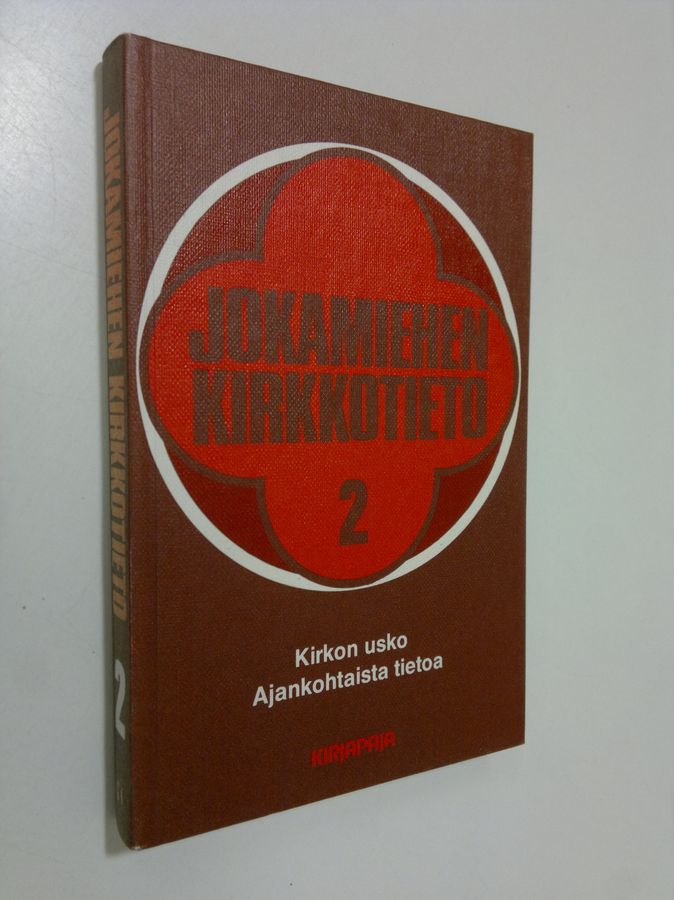 JOKAMIEHEN KIRKKOTIETO 2
JOKAMIEHEN
KIRKKOTIETO
2
Kirkon usko
Ajankohtaista tietoa
KIRJAPAJA